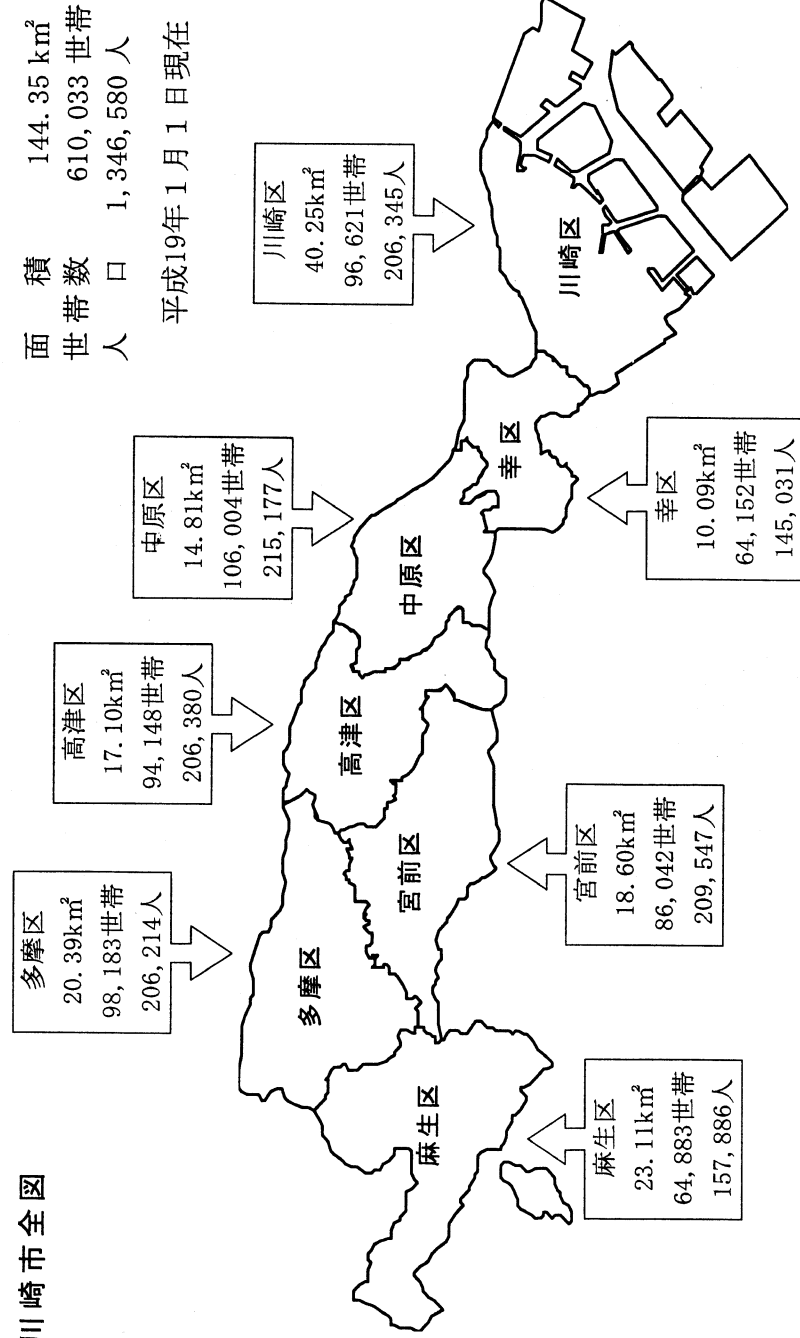 川崎市全図
面積 144.35 km²
世帯数 610,033 世帯
人口 1,346,580 人
平成19年1月1日現在
多摩区
20.39km²
98,183世帯
206,214人
高津区
17.10km²
94,148世帯
206,380人
中原区
14.81km²
106,004世帯
215,177人
川崎区
40.25km²
96,621世帯
206,345人
多摩区
高津区
中原区
川崎区
麻生区
宮前区
幸区
麻生区
23.11km²
64,883世帯
157,886人
宮前区
18.60km²
86,042世帯
209,547人
幸区
10.09km²
64,152世帯
145,031人